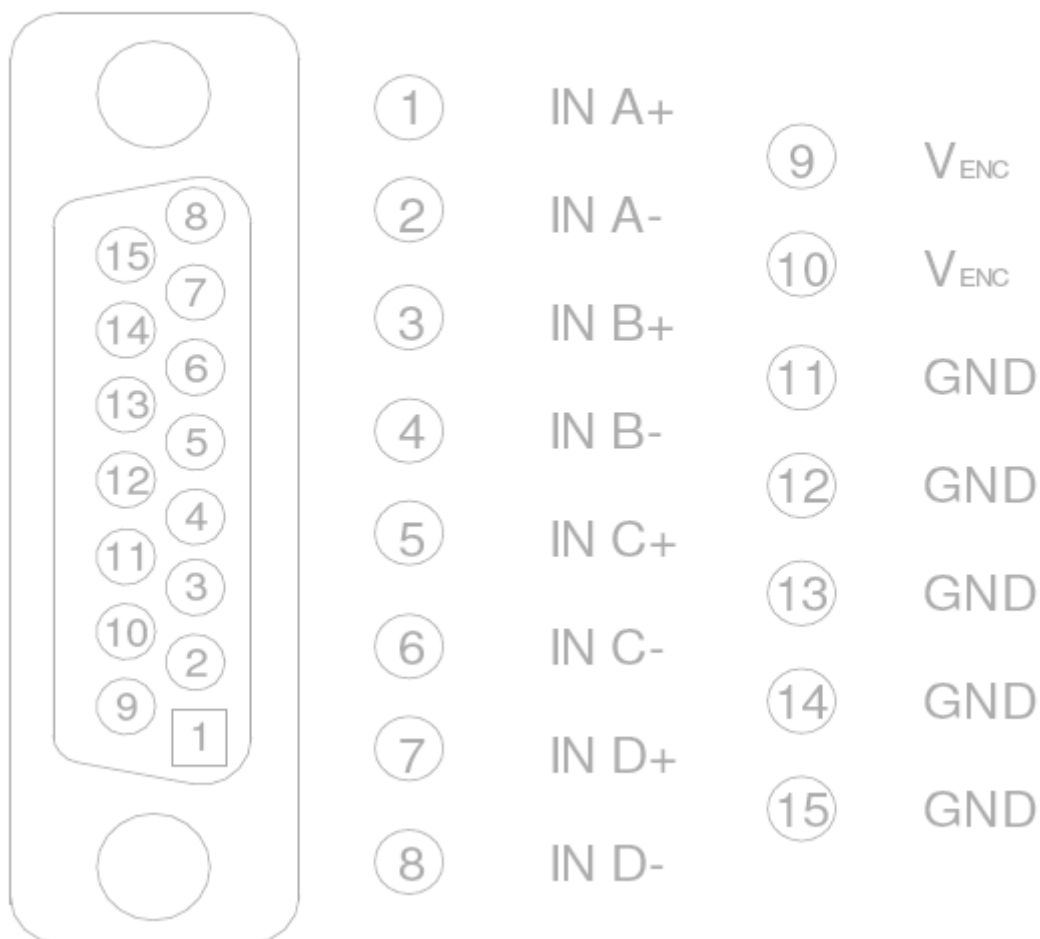 8
15
7
14
6
13
5
12
4
11
3
10
2
9
1
1 IN A+
2 IN A-
3 IN B+
4 IN B-
5 IN C+
6 IN C-
7 IN D+
8 IN D-
9 VENC
10 VENC
11 GND
12 GND
13 GND
14 GND
15 GND